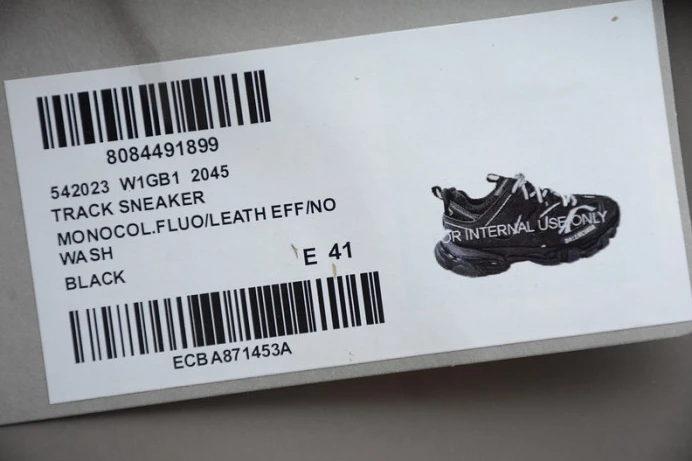 8084491899
542023 W1GB1 2045
TRACK SNEAKER
MONOCOL.FLUO/LEATH EFF/NO
WASH
BLACK
E 41
ECBA871453A
OR INTERNAL USE ONLY
BALENCIAGA